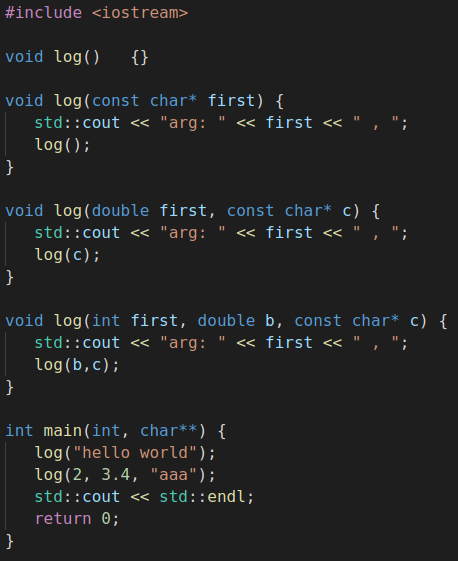 #include <iostream>
void log()   {}
void log(const char* first) {
   std::cout << "arg: " << first << " , ";
   log();
}
void log(double first, const char* c) {
   std::cout << "arg: " << first << " , ";
   log(c);
}
void log(int first, double b, const char* c) {
   std::cout << "arg: " << first << " , ";
   log(b,c);
}
int main(int, char**) {
   log("hello world");
   log(2, 3.4, "aaa");
   std::cout << std::endl;
   return 0;
}